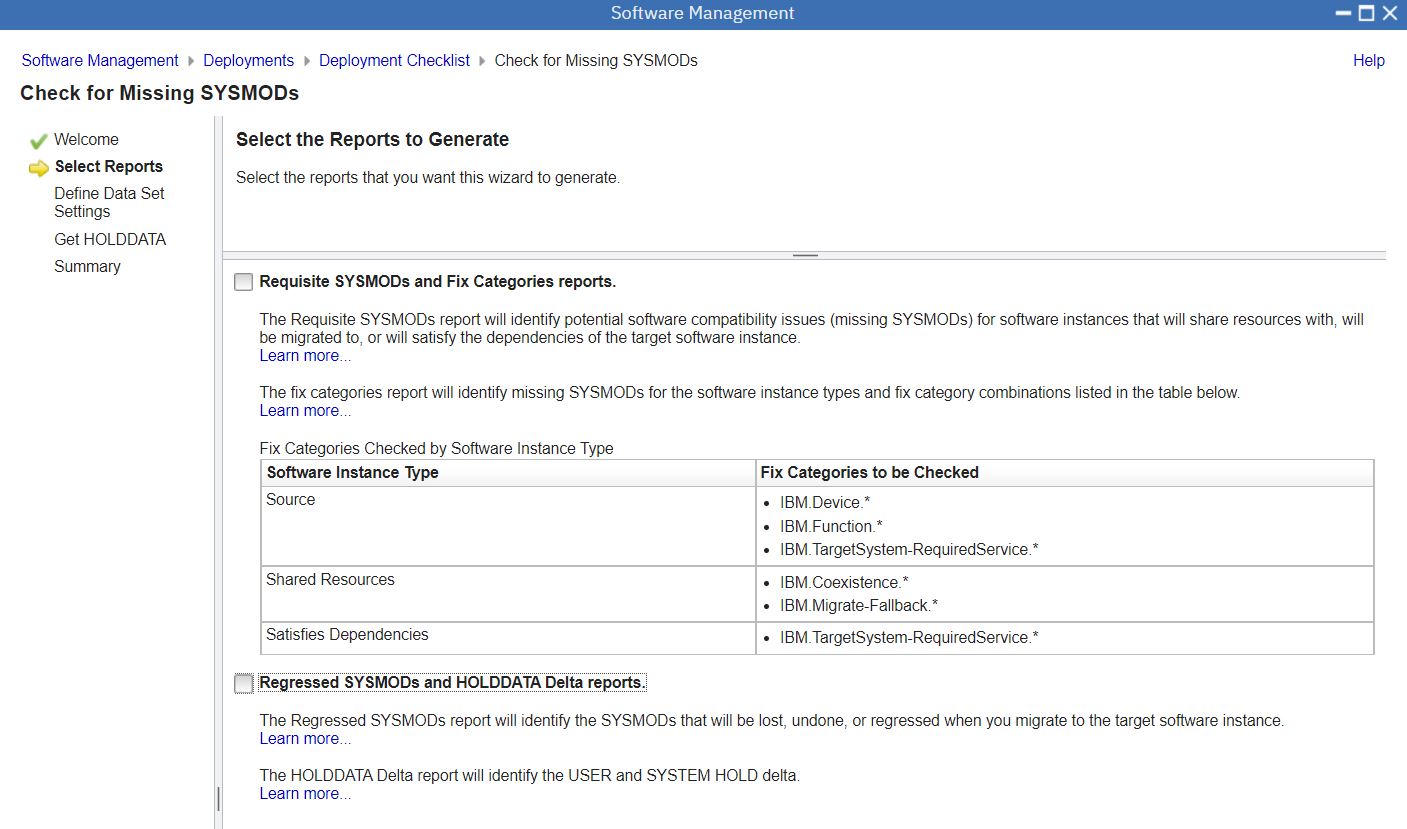 Software Management
Software Management Deployments Deployment Checklist Check for Missing SYSMODs
Help
Check for Missing SYSMODs
Welcome
Select Reports
Define Data Set
Settings
Get HOLDDATA
Summary
Select the Reports to Generate
Select the reports that you want this wizard to generate.
Requisite SYSMODs and Fix Categories reports.
The Requisite SYSMODs report will identify potential software compatibility issues (missing SYSMODs) for software instances that will share resources with, will
be migrated to, or will satisfy the dependencies of the target software instance.
Learn more...
The fix categories report will identify missing SYSMODs for the software instance types and fix category combinations listed in the table below.
Learn more...
Fix Categories Checked by Software Instance Type
Software Instance Type Fix Categories to be Checked
Source
• IBM.Device.*
• IBM.Function.*
• IBM.TargetSystem-RequiredService.*
Shared Resources
• IBM.Coexistence.*
• IBM.Migrate-Fallback.*
Satisfies Dependencies
• IBM.TargetSystem-RequiredService.*
Regressed SYSMODs and HOLDDATA Delta reports.
The Regressed SYSMODs report will identify the SYSMODs that will be lost, undone, or regressed when you migrate to the target software instance.
Learn more...
The HOLDDATA Delta report will identify the USER and SYSTEM HOLD delta.
Learn more...